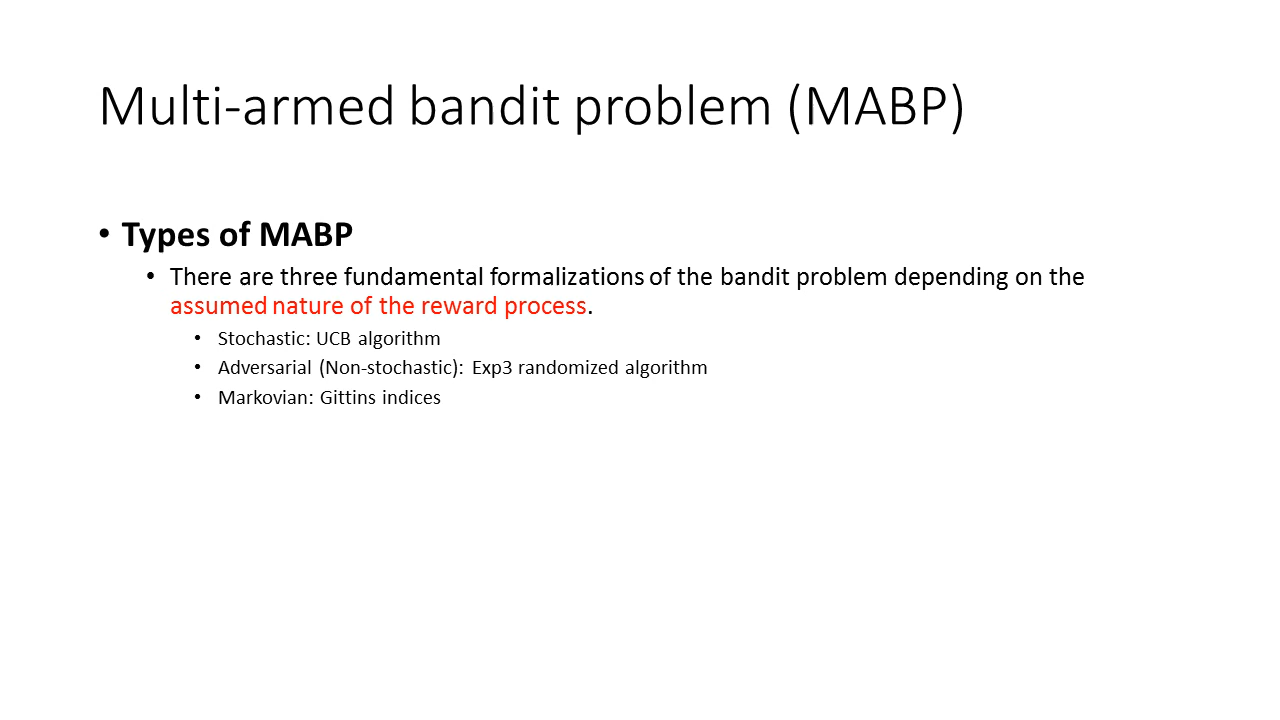 Multi-armed bandit problem (MABP)
• Types of MABP
• There are three fundamental formalizations of the bandit problem depending on the
assumed nature of the reward process.
• Stochastic: UCB algorithm
• Adversarial (Non-stochastic): Exp3 randomized algorithm
• Markovian: Gittins indices